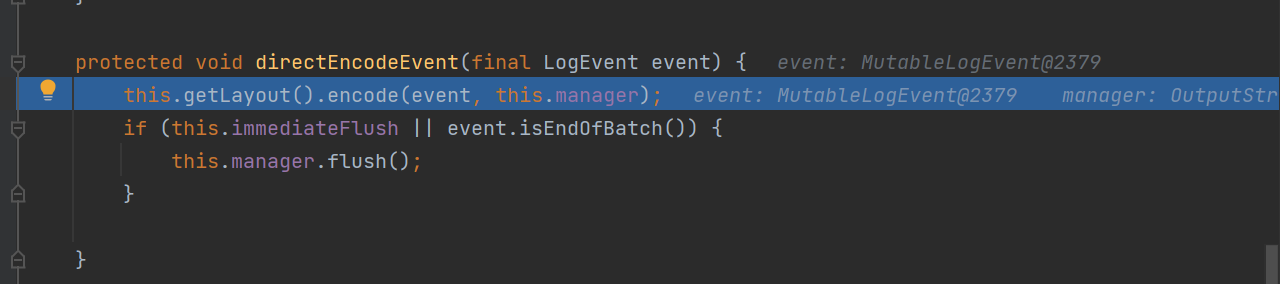 }
protected void directEncodeEvent(final LogEvent event) {   event: MutableLogEvent@2379
this.getLayout().encode(event, this.manager);   event: MutableLogEvent@2379   manager: OutputStr
if (this.immediateFlush || event.isEndOfBatch()) {
this.manager.flush();
}
}